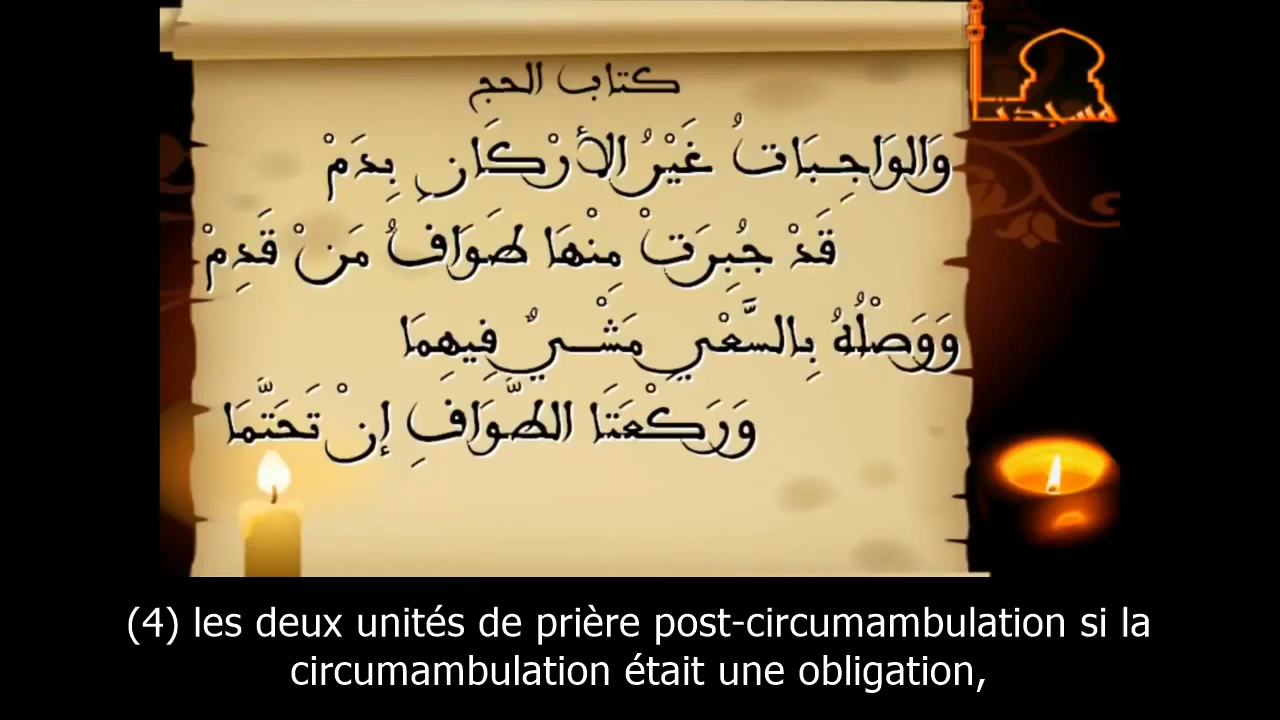 مسجدنا
كتاب الحج
وَالوَاجِبَاتُ غَيْرُ الأَرْكَانِ بِدَمْ
قَدْ جُبِرَتْ مِنْهَا طَوَافُ مَنْ قَدِمْ
وَوَصْلُهُ بِالسَّعْيِ مَشْيٌ فِيهِمَا
وَرَكْعَتَا الطَّوَافِ إنْ تَحَتَّمَا
(4) les deux unités de prière post-circumambulation si la
circumambulation était une obligation,